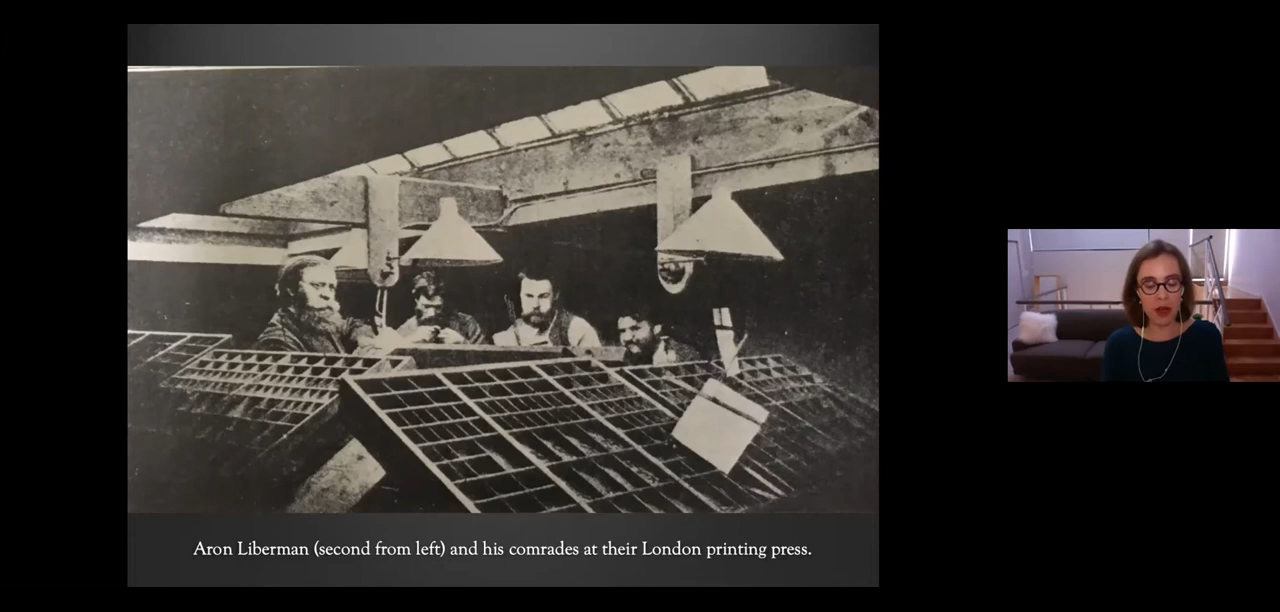 Aron Liberman (second from left) and his comrades at their London printing press.